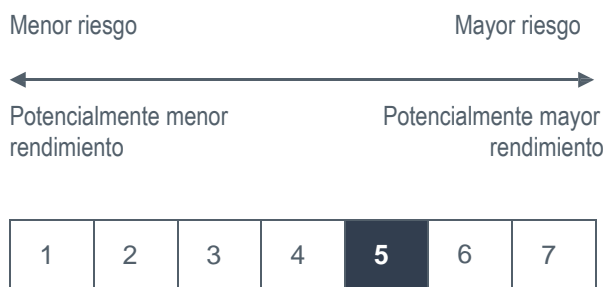 Menor riesgo Mayor riesgo
Potencialmente menor Potencialmente mayor
rendimiento rendimiento
1 2 3 4 5 6 7